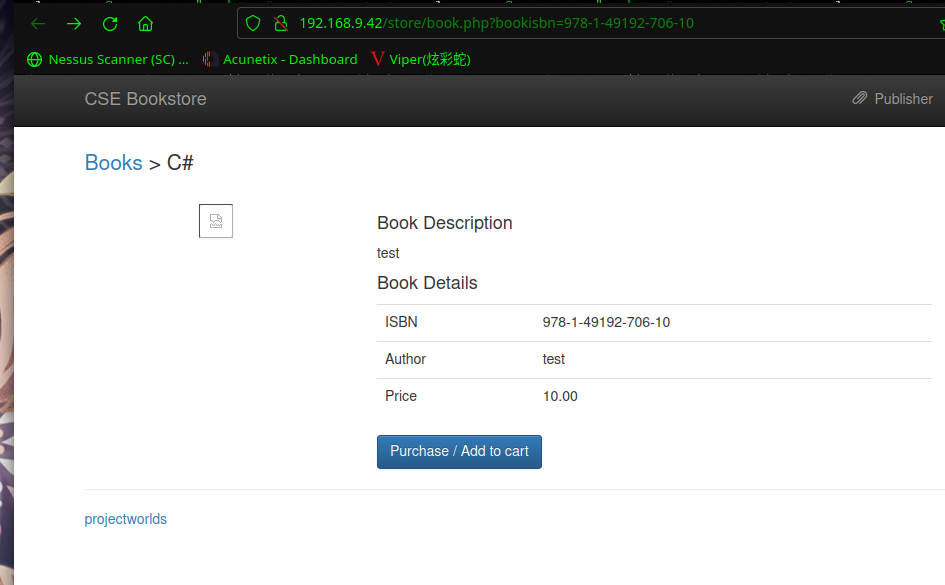 192.168.9.42/store/book.php?bookisbn=978-1-49192-706-10
Nessus Scanner (SC) ... Acunetix - Dashboard Viper(炫彩蛇)
CSE Bookstore Publisher
Books > C#
Book Description
test
Book Details
ISBN 978-1-49192-706-10
Author test
Price 10.00
Purchase / Add to cart
projectworlds